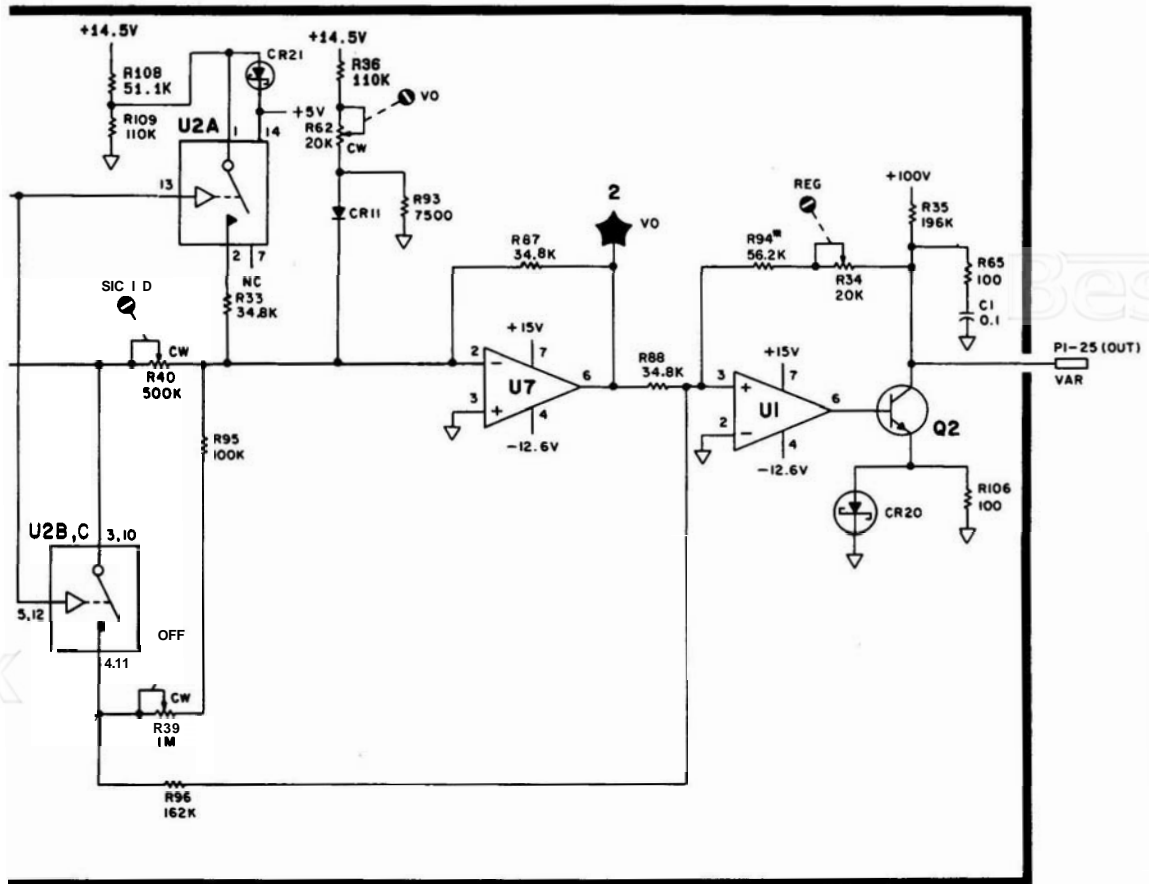 +14.5V
R108
51.1K
R109
110K
CR21
+14.5V
R36
110K
VO
+5V
U2A
1
14
R62
20K
CW
13
CR11
R93
7500
2
7
NC
R33
34.8K
SIC I D
CW
R40
500K
R95
100K
2
VO
R87
34.8K
+15V
7
2
−
U7
6
3
+
4
−12.6V
R88
34.8K
REG
R94*
56.2K
R34
20K
+100V
R35
196K
R65
100
C1
0.1
Bes
P1-25 (OUT)
VAR
+15V
7
3
+
U1
6
2
−
4
−12.6V
Q2
CR20
R106
100
U2B,C
3,10
5,12
OFF
4.11
CW
R39
1M
R96
162K